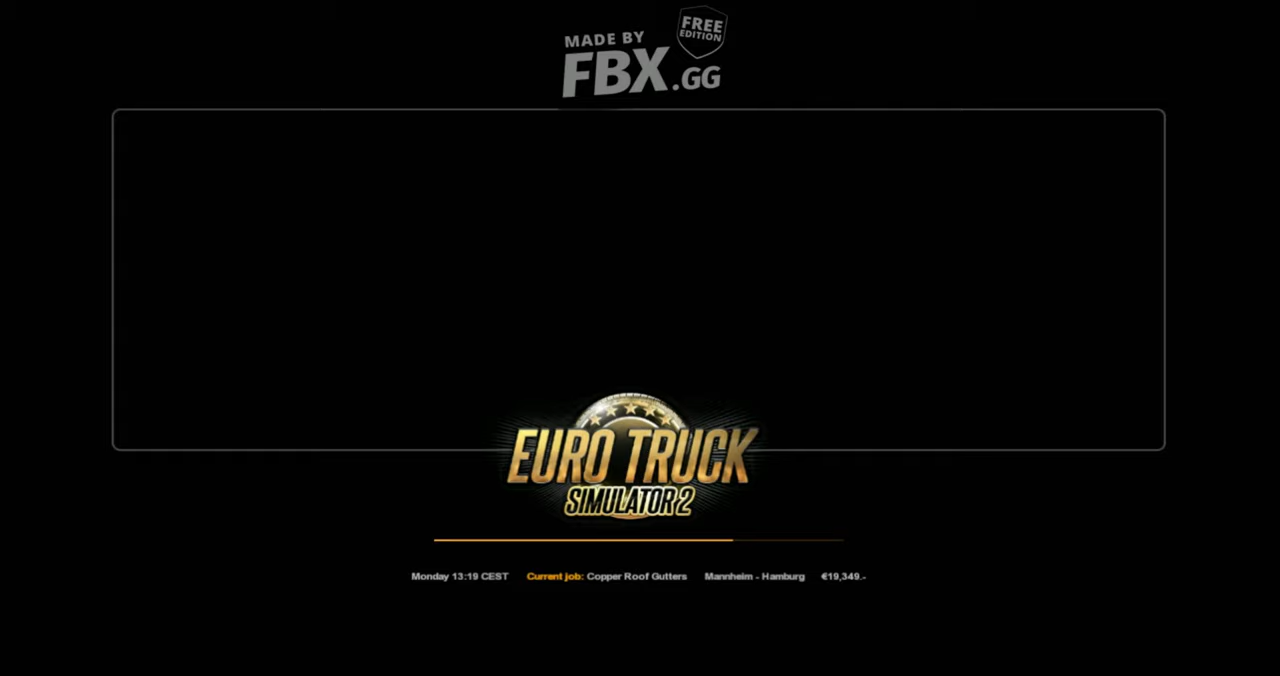 MADE BY
FREE
EDITION
FBX.GG
EURO TRUCK
SIMULATOR 2
Monday 13:19 CEST Current job: Copper Roof Gutters Mannheim - Hamburg €19,349.-